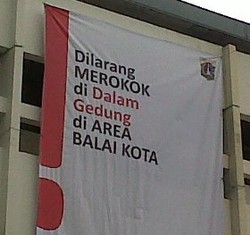 Dilarang
MEROKOK
di Dalam
Gedung
di AREA
BALAI KOTA